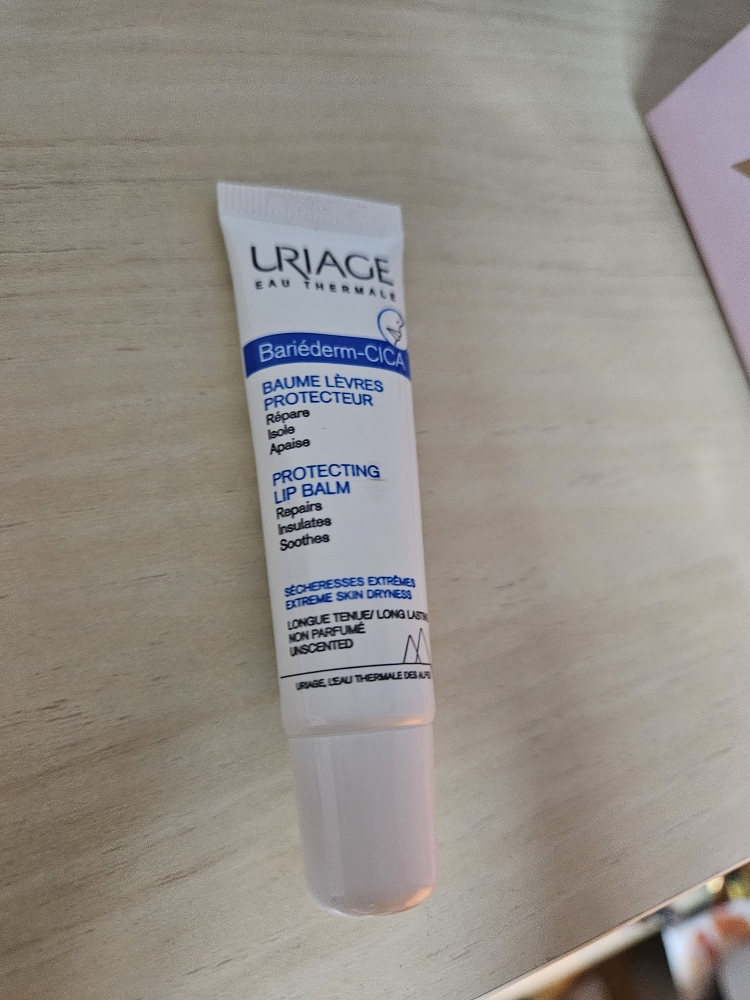 URIAGE
EAU THERMALE
Bariéderm-CICA
BAUME LÈVRES
PROTECTEUR
Répare
Isole
Apaise
PROTECTING
LIP BALM
Repairs
Insulates
Soothes
SÉCHERESSES EXTRÊMES
EXTREME SKIN DRYNESS
LONGUE TENUE/ LONG LASTIN
NON PARFUMÉ
UNSCENTED
URIAGE, L'EAU THERMALE DES ALPES